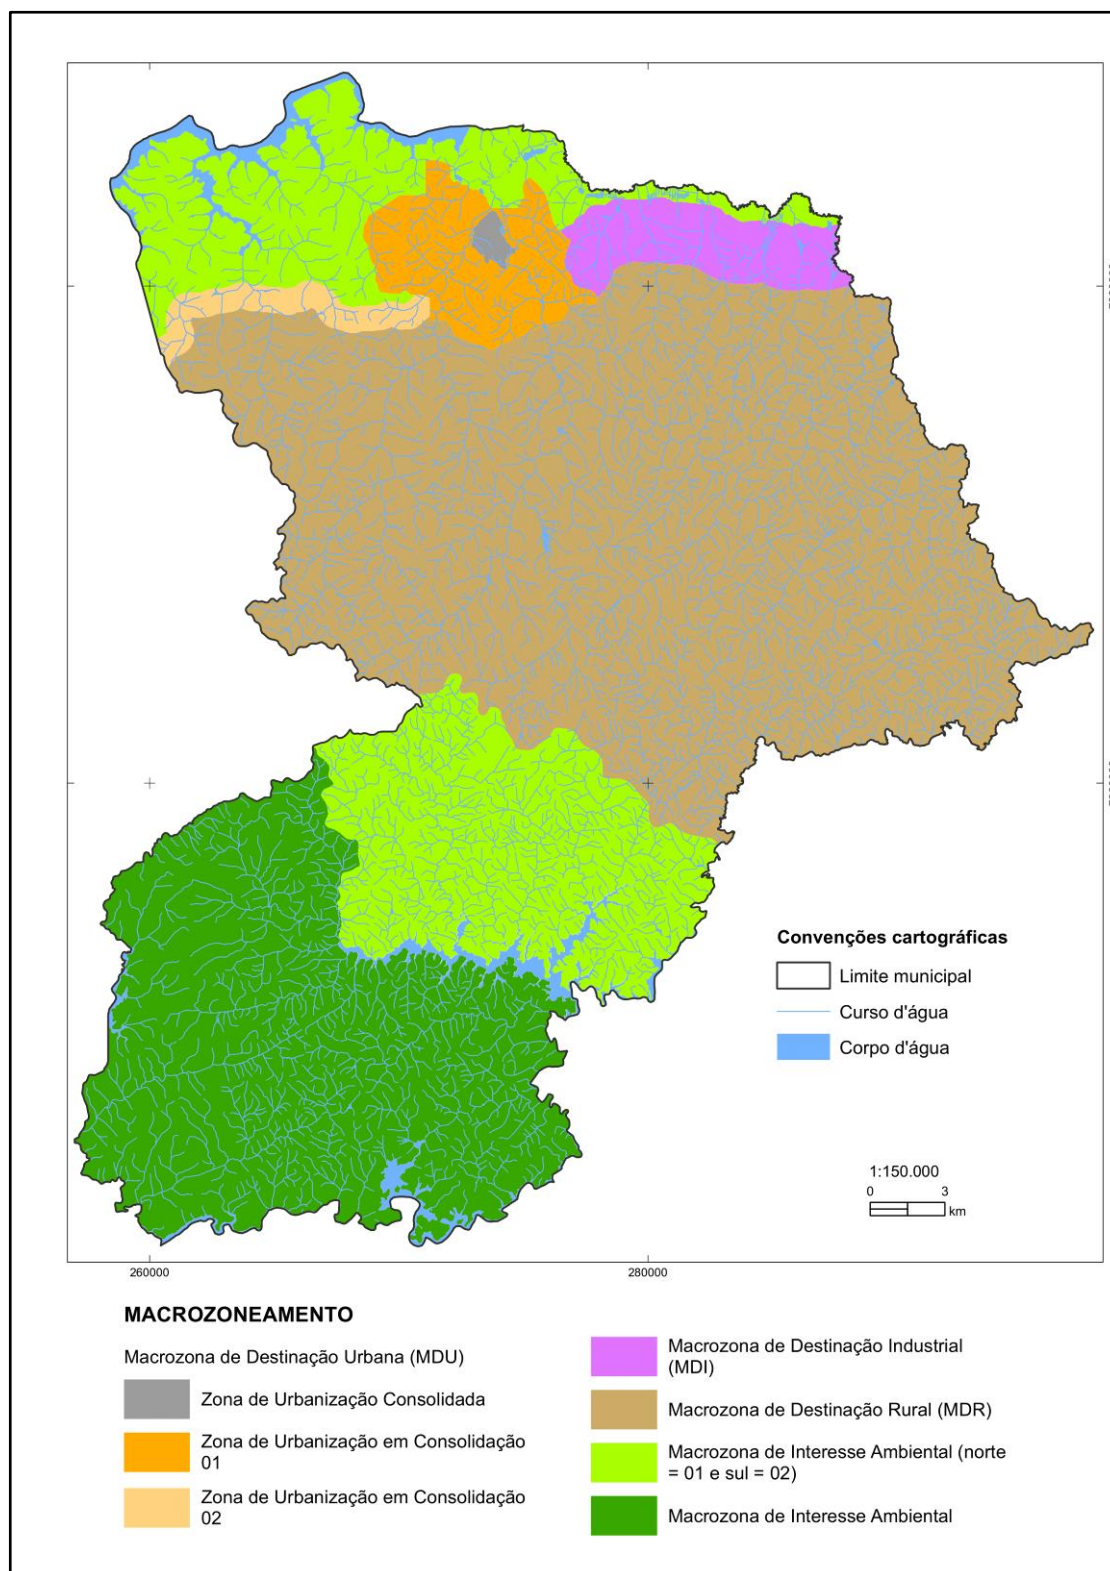 Convenções cartográficas
Limite municipal
Curso d'água
Corpo d'água
1:150.000
0 3
km
260000 280000
MACROZONEAMENTO
Macrozona de Destinação Urbana (MDU)
Zona de Urbanização Consolidada
Zona de Urbanização em Consolidação
01
Zona de Urbanização em Consolidação
02
Macrozona de Destinação Industrial
(MDI)
Macrozona de Destinação Rural (MDR)
Macrozona de Interesse Ambiental (norte
= 01 e sul = 02)
Macrozona de Interesse Ambiental